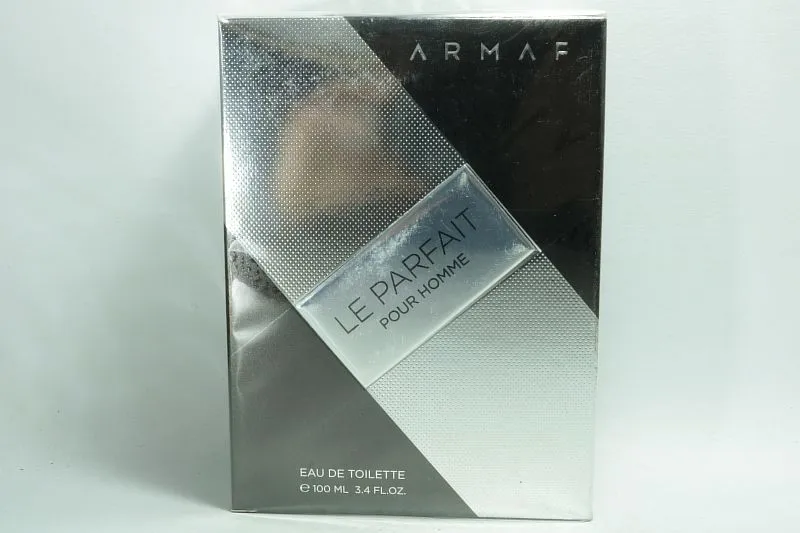 ARMAF
LE PARFAIT
POUR HOMME
EAU DE TOILETTE
℮ 100 ML 3.4 FL.OZ.